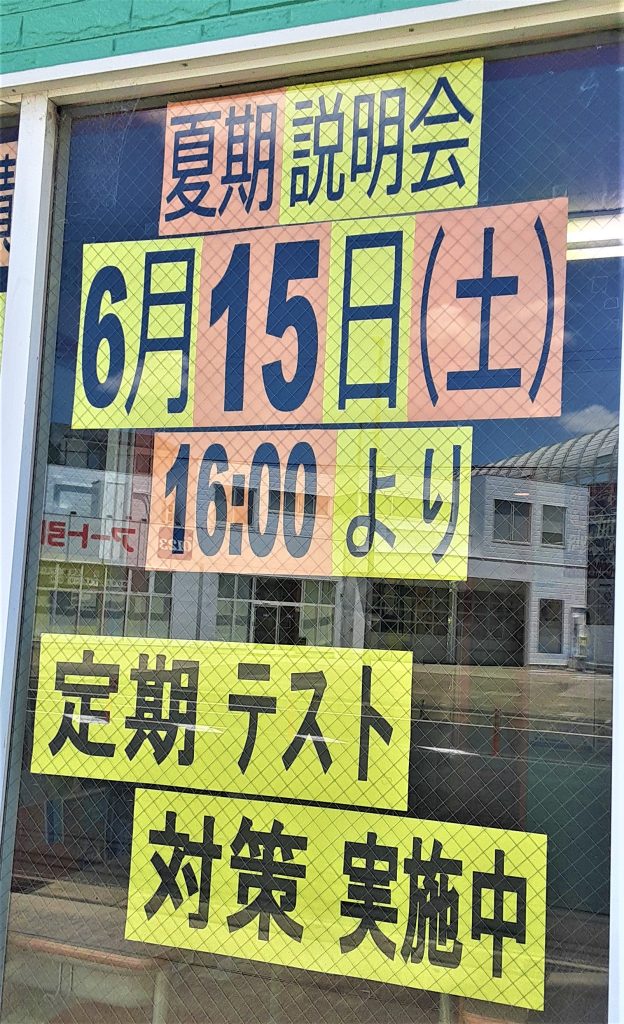 夏期説明会
6月15日(土)
16:00より
定期テスト
対策 実施中